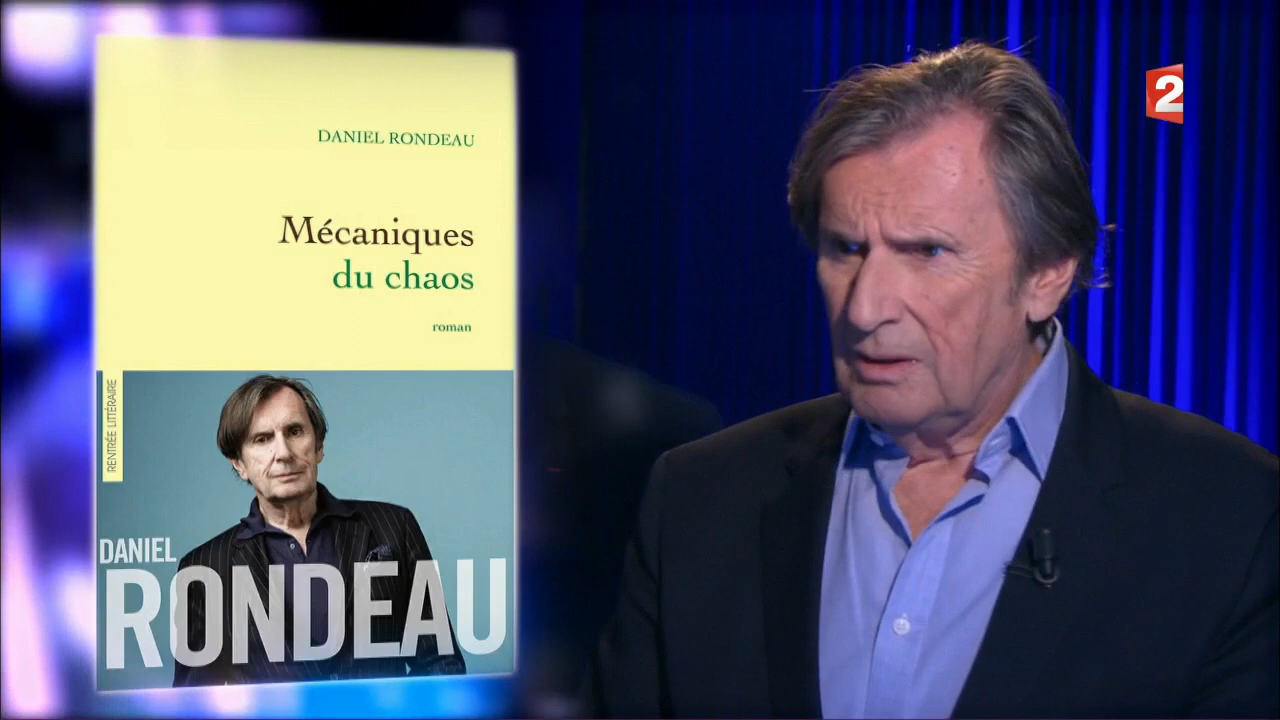 DANIEL RONDEAU
Mécaniques
du chaos
roman
RENTRÉE LITTÉRAIRE
DANIEL
RONDEAU
2